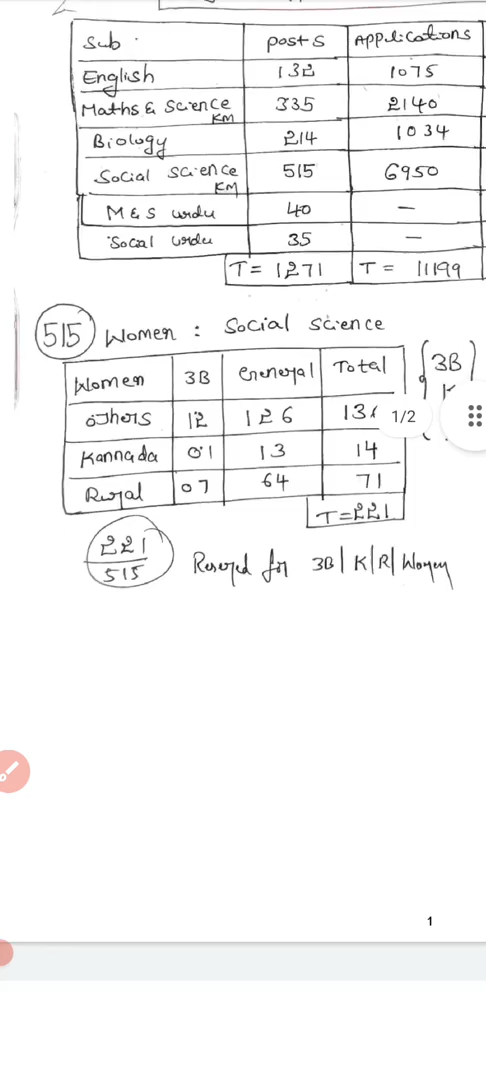 Sub posts Applications
English 132 1075
Maths & science KM 335 2140
Biology 214 1034
Social science KM 515 6950
M & S urdu 40 —
Social urdu 35 —
T = 1271 T = 11199
515 Women : Social science
Women 3B General Total
others 12 126
Kannada 01 13 14
Rural 07 64 71
T=221
3B
K
1/2
221/515 Reserved for 3B/K/R/Women
1